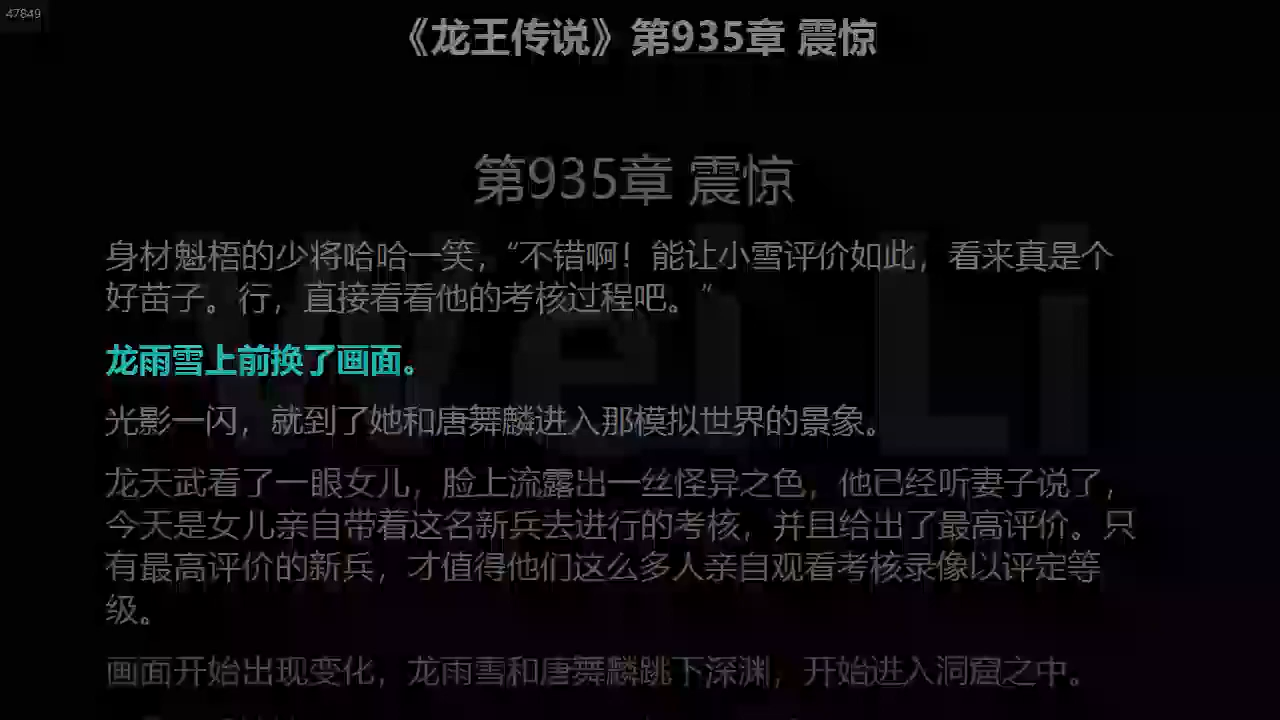 47849
《龙王传说》第935章 震惊
第935章 震惊
身材魁梧的少将哈哈一笑，“不错啊！能让小雪评价如此，看来真是个
好苗子。行，直接看看他的考核过程吧。”
龙雨雪上前换了画面。
光影一闪，就到了她和唐舞麟进入那模拟世界的景象。
龙天武看了一眼女儿，脸上流露出一丝怪异之色，他已经听妻子说了，
今天是女儿亲自带着这名新兵去进行的考核，并且给出了最高评价。只
有最高评价的新兵，才值得他们这么多人亲自观看考核录像以评定等
级。
画面开始出现变化，龙雨雪和唐舞麟跳下深渊，开始进入洞窟之中。
Wei Li